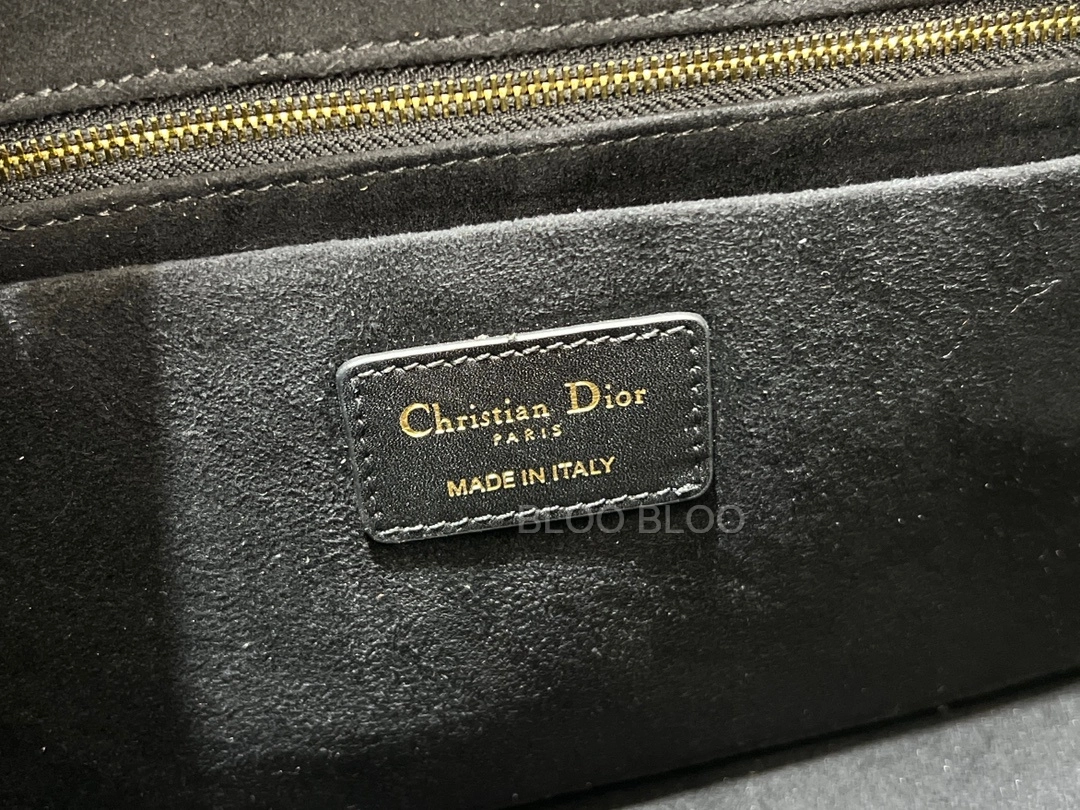 Christian Dior
PARIS
MADE IN ITALY
BLOO BLOO